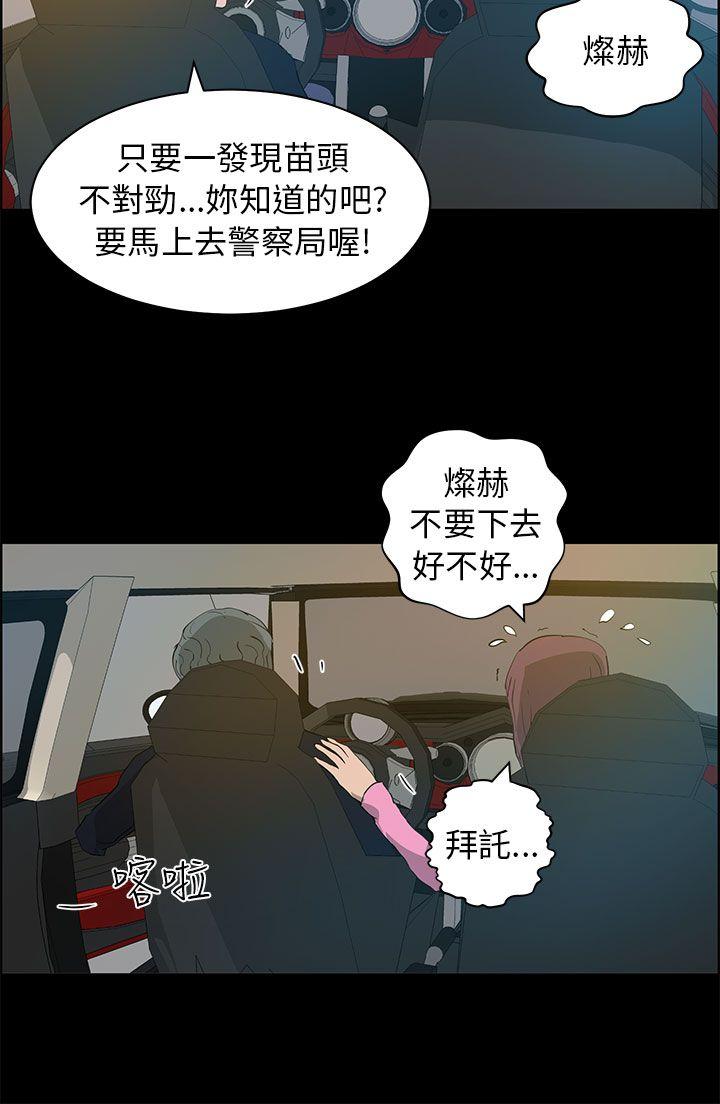 燦赫
只要一發現苗頭
不對勁...妳知道的吧?
要馬上去警察局喔!
燦赫
不要下去
好不好...
拜託...
喀啦